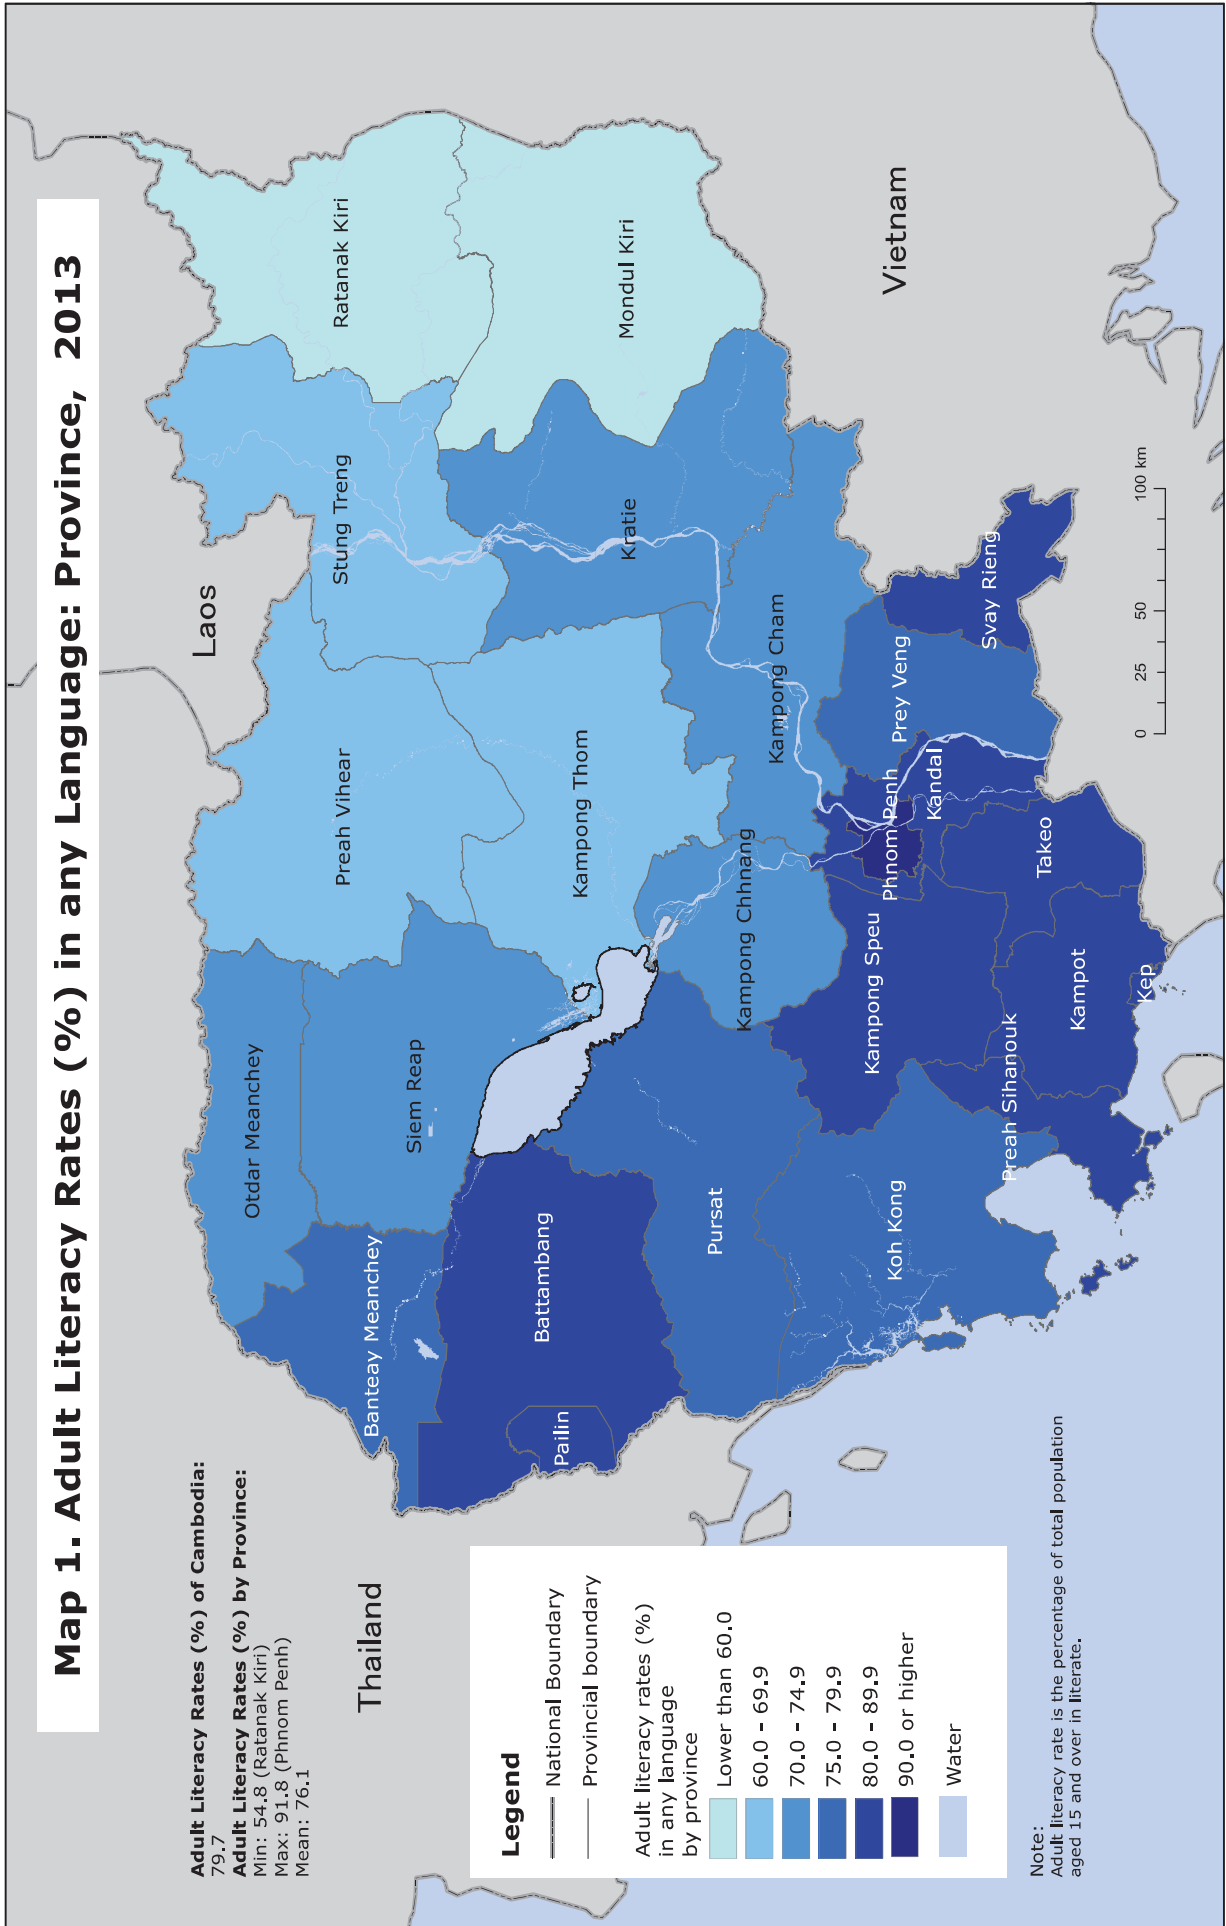 Map 1. Adult Literacy Rates (%) in any Language: Province, 2013
Adult Literacy Rates (%) of Cambodia:
79.7
Adult Literacy Rates (%) by Province:
Min: 54.8 (Ratanak Kiri)
Max: 91.8 (Phnom Penh)
Mean: 76.1
Laos
Thailand
Vietnam
Otdar Meanchey
Preah Vihear
Stung Treng
Ratanak Kiri
Banteay Meanchey
Siem Reap
Battambang
Pailin
Kampong Thom
Kratie
Mondul Kiri
Pursat
Kampong Chhnang
Kampong Cham
Koh Kong
Kampong Speu
Phnom Penh
Kandal
Prey Veng
Svay Rieng
Preah Sihanouk
Kampot
Takeo
Kep
Legend
National Boundary
Provincial boundary
Adult literacy rates (%)
in any language
by province
Lower than 60.0
60.0 - 69.9
70.0 - 74.9
75.0 - 79.9
80.0 - 89.9
90.0 or higher
Water
0 25 50 100 km
Note:
Adult literacy rate is the percentage of total population
aged 15 and over in literate.